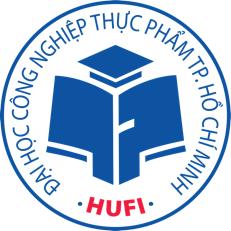 ĐẠI HỌC CÔNG NGHIỆP THỰC PHẨM TP. HỒ CHÍ MINH
· HUFI ·